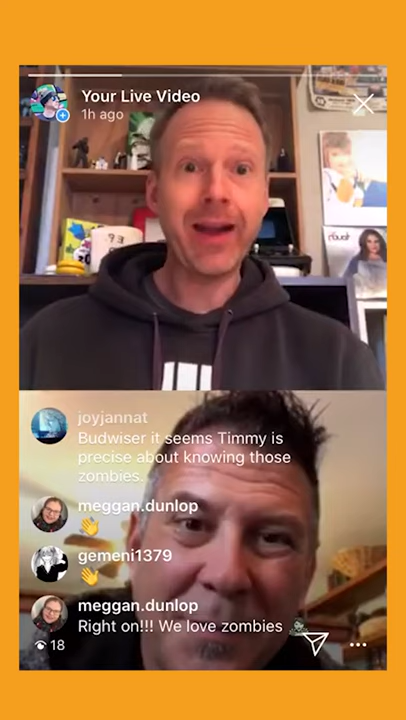 Your Live Video
1h ago
joyjannat
Budwiser it seems Timmy is
precise about knowing those
zombies.
meggan.dunlop
👋
gemeni1379
👋
meggan.dunlop
Right on!!! We love zombies 🧟‍♂️
18